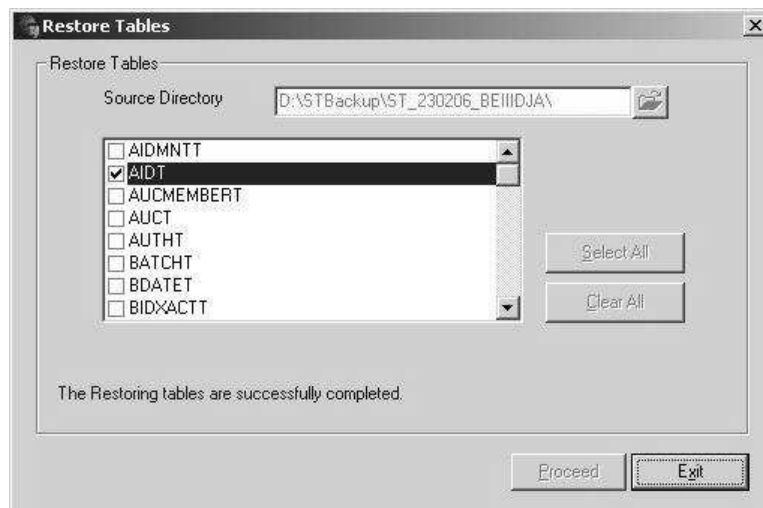 Restore Tables
Restore Tables
Source Directory D:\STBackup\ST_230206_BEIIIDJA\
AIDMNTT
AIDT
AUCMEMBERT
AUCT
AUTHT
BATCHT
BDATET
BIDXACTT
Select All
Clear All
The Restoring tables are successfully completed.
Proceed Exit